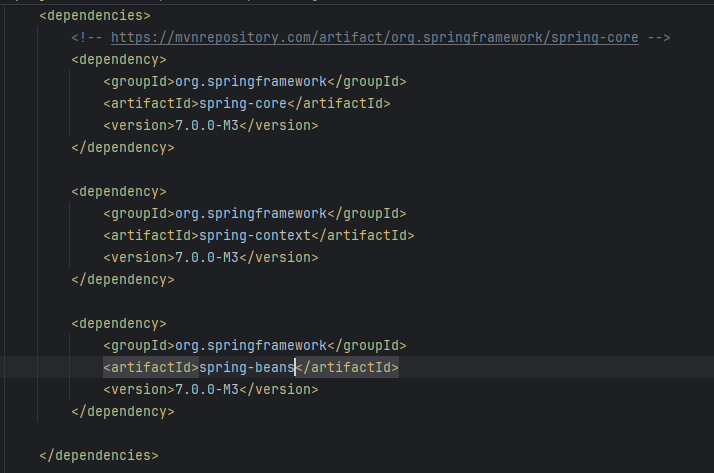 <dependencies>
<!-- https://mvnrepository.com/artifact/org.springframework/spring-core -->
<dependency>
<groupId>org.springframework</groupId>
<artifactId>spring-core</artifactId>
<version>7.0.0-M3</version>
</dependency>
<dependency>
<groupId>org.springframework</groupId>
<artifactId>spring-context</artifactId>
<version>7.0.0-M3</version>
</dependency>
<dependency>
<groupId>org.springframework</groupId>
<artifactId>spring-beans</artifactId>
<version>7.0.0-M3</version>
</dependency>
</dependencies>